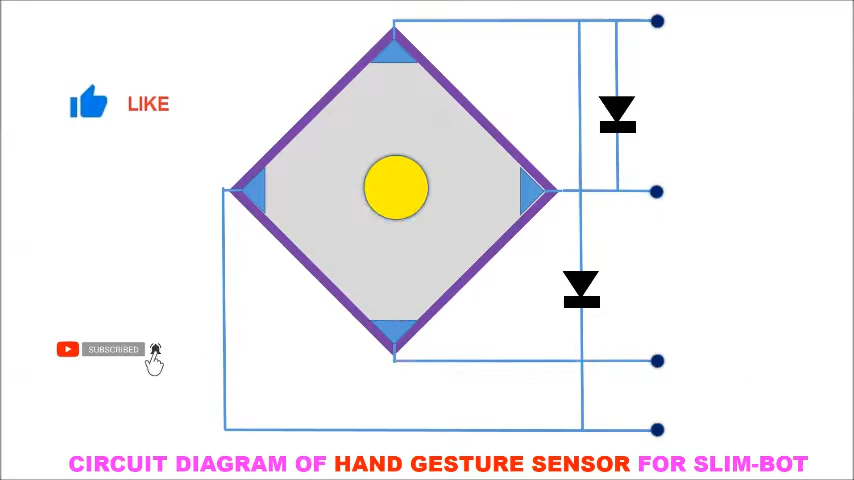 LIKE
SUBSCRIBED
CIRCUIT DIAGRAM OF HAND GESTURE SENSOR FOR SLIM-BOT